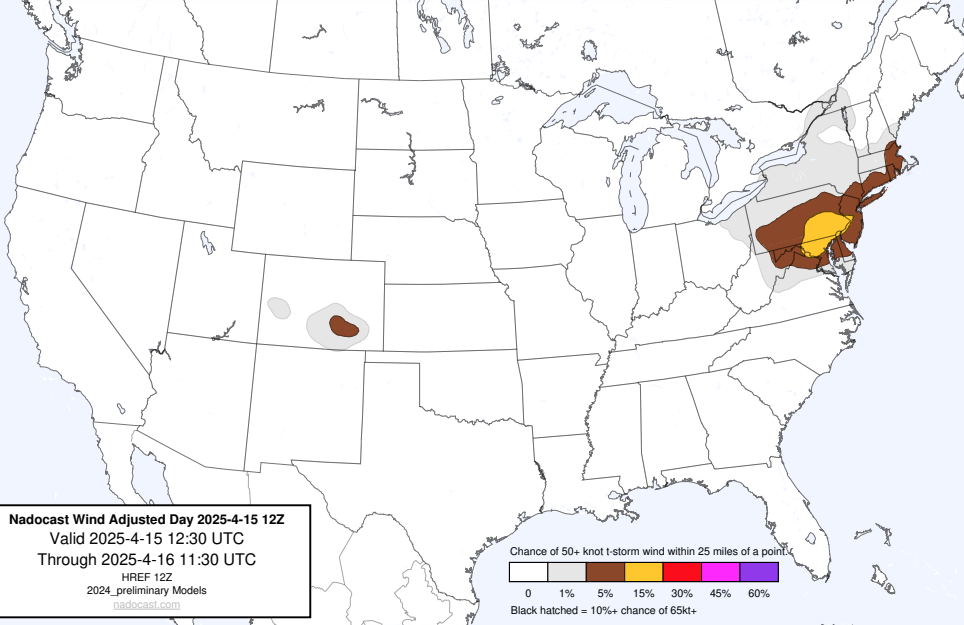 Nadocast Wind Adjusted Day 2025-4-15 12Z
Valid 2025-4-15 12:30 UTC
Through 2025-4-16 11:30 UTC
HREF 12Z
2024_preliminary Models
nadocast.com
Chance of 50+ knot t-storm wind within 25 miles of a point.
0 1% 5% 15% 30% 45% 60%
Black hatched = 10%+ chance of 65kt+